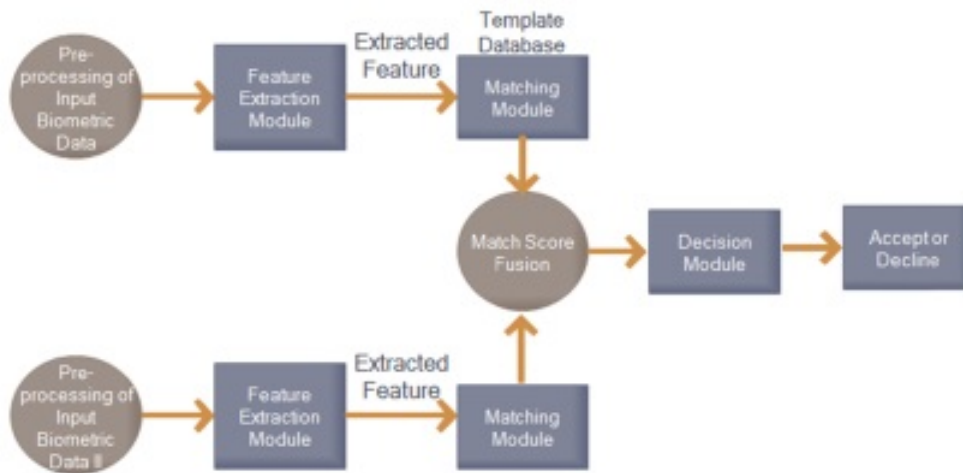 Pre-
processing of
Input
Biometric
Data
Feature
Extraction
Module
Extracted
Feature
Template
Database
Matching
Module
Match Score
Fusion
Decision
Module
Accept or
Decline
Pre-
processing of
Input
Biometric
Data II
Feature
Extraction
Module
Extracted
Feature
Matching
Module